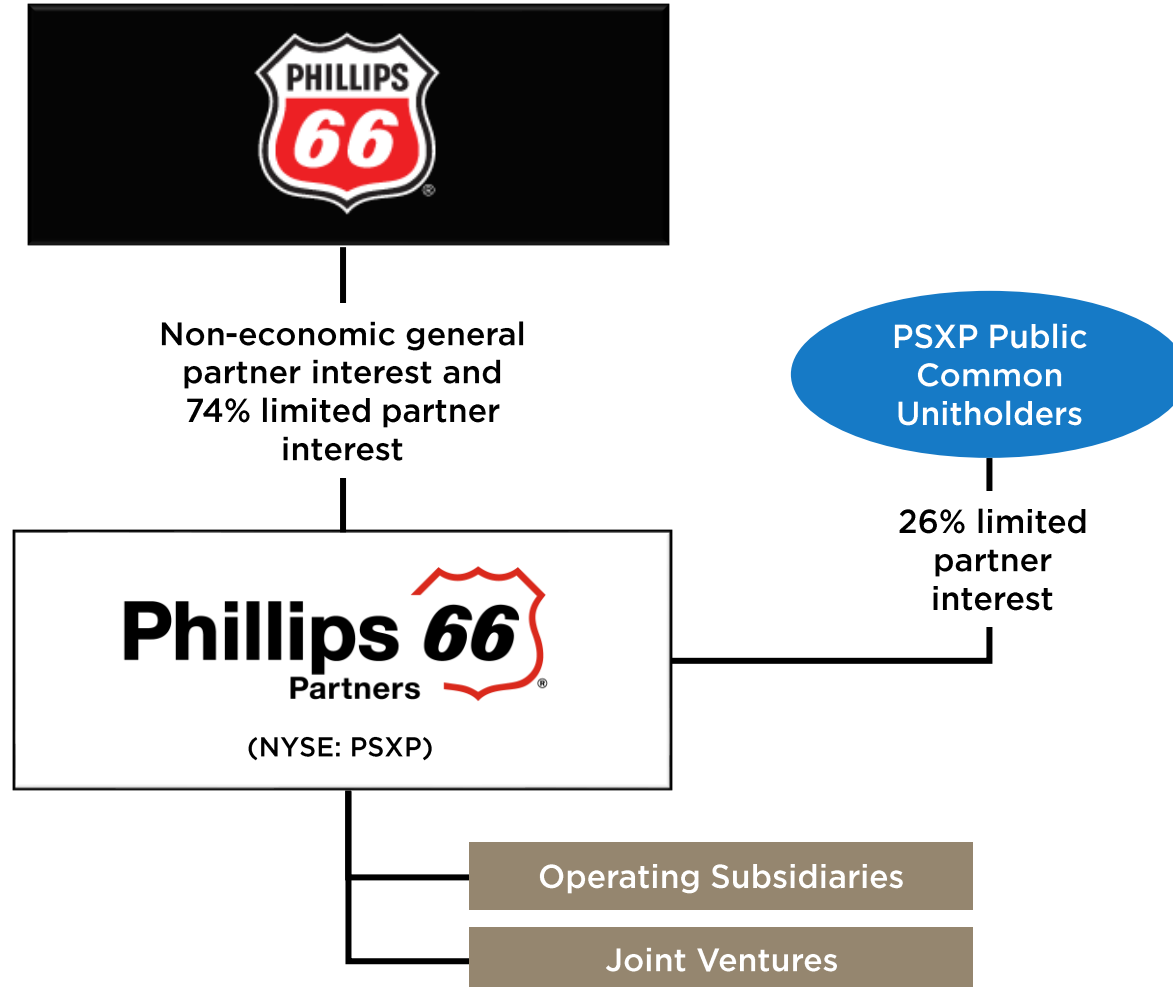 PHILLIPS
66
®
Non-economic general
partner interest and
74% limited partner
interest
PSXP Public
Common
Unitholders
26% limited
partner
interest
Phillips 66
Partners ®
(NYSE: PSXP)
Operating Subsidiaries
Joint Ventures